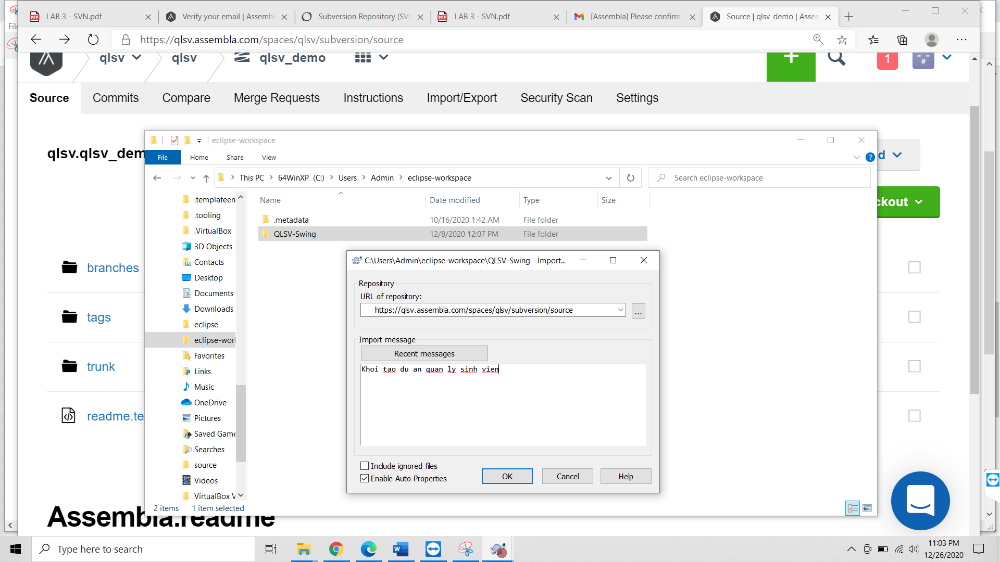 LAB 3 - SVN.pdf
Verify your email | Assembl
Subversion Repository (SV
LAB 3 - SVN.pdf
[Assembla] Please confirm
Source | qlsv_demo | Assem
File
https://qlsv.assembla.com/spaces/qlsv/subversion/source
qlsv
qlsv
qlsv_demo
1
#
Source
Commits
Compare
Merge Requests
Instructions
Import/Export
Security Scan
Settings
qlsv.qlsv_dem
d
ckout
branches
tags
trunk
readme.te
Assembla.readme
eclipse-workspace
File
Home
Share
View
This PC
64WinXP (C:)
Users
Admin
eclipse-workspace
Search eclipse-workspace
.templateen
.tooling
.VirtualBox
3D Objects
Contacts
Desktop
Documents
Downloads
eclipse
eclipse-work
Favorites
Links
Music
OneDrive
Pictures
Saved Game
Searches
source
Videos
VirtualBox V
Name
Date modified
Type
Size
.metadata
10/16/2020 1:42 AM
File folder
QLSV-Swing
12/8/2020 12:07 PM
File folder
2 items
1 item selected
C:\Users\Admin\eclipse-workspace\QLSV-Swing - Import...
Repository
URL of repository:
https://qlsv.assembla.com/spaces/qlsv/subversion/source
...
Import message
Recent messages
Khoi tao du an quan ly sinh vien
Include ignored files
Enable Auto-Properties
OK
Cancel
Help
Type here to search
11:03 PM
12/26/2020